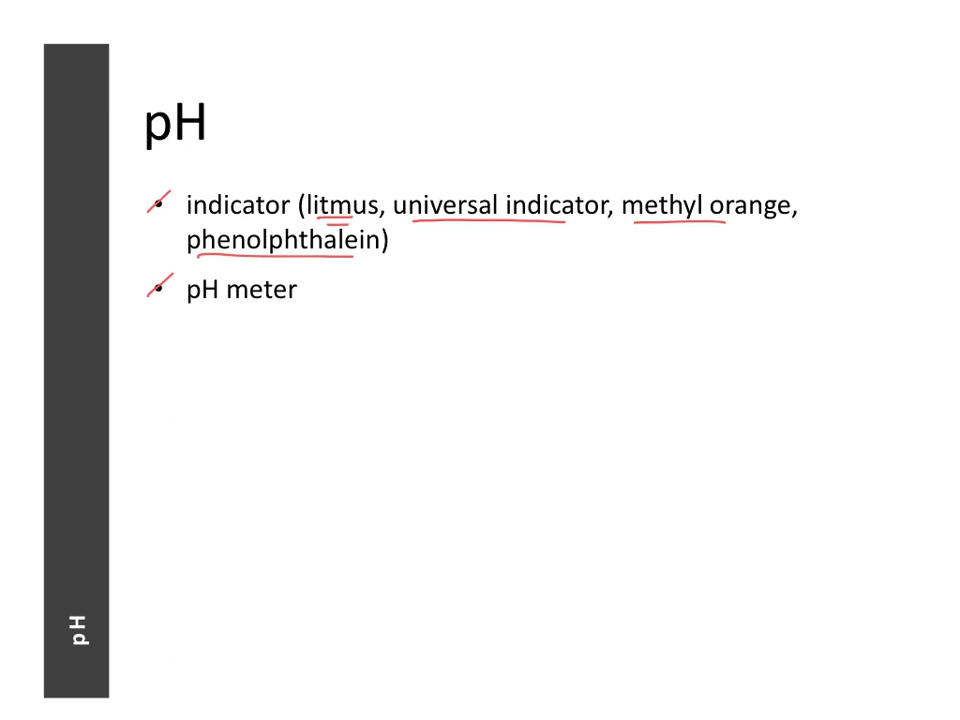 pH
• indicator (litmus, universal indicator, methyl orange,
phenolphthalein)
• pH meter
pH